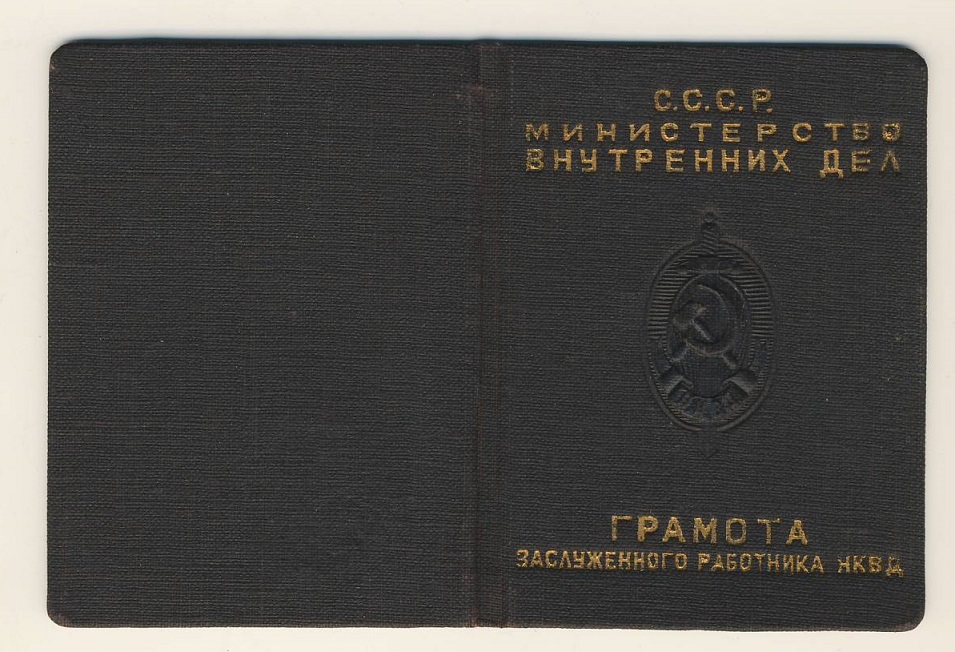 С.С.С.Р.
МИНИСТЕРСТВО
ВНУТРЕННИХ ДЕЛ
ГРАМОТА
ЗАСЛУЖЕННОГО РАБОТНИКА НКВД